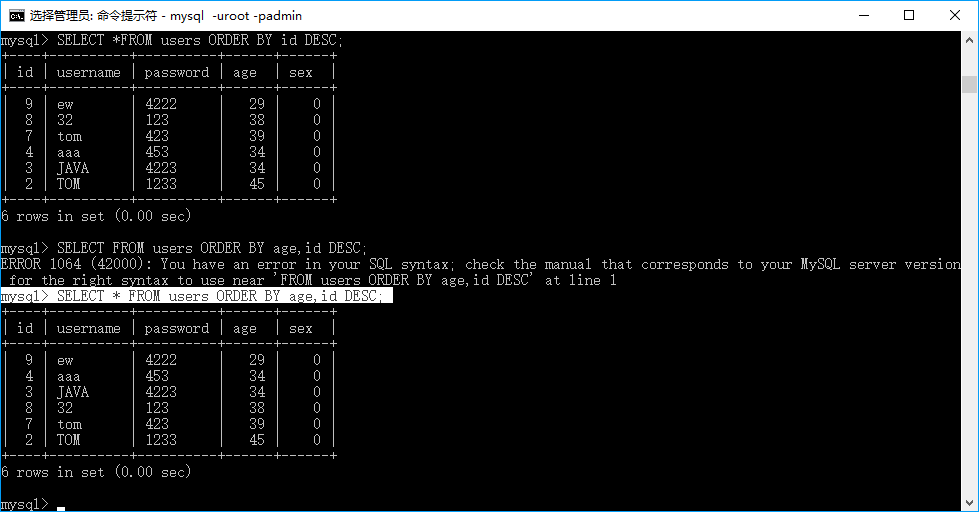 选择管理员: 命令提示符 - mysql  -uroot -padmin
mysql> SELECT *FROM users ORDER BY id DESC;
+----+----------+----------+------+------+
| id | username | password | age  | sex  |
+----+----------+----------+------+------+
|  9 | ew       | 4222     |   29 |    0 |
|  8 | 32       | 123      |   38 |    0 |
|  7 | tom      | 423      |   39 |    0 |
|  4 | aaa      | 453      |   34 |    0 |
|  3 | JAVA     | 4223     |   34 |    0 |
|  2 | TOM      | 1233     |   45 |    0 |
+----+----------+----------+------+------+
6 rows in set (0.00 sec)
mysql> SELECT FROM users ORDER BY age,id DESC;
ERROR 1064 (42000): You have an error in your SQL syntax; check the manual that corresponds to your MySQL server version
 for the right syntax to use near 'FROM users ORDER BY age,id DESC' at line 1
mysql> SELECT * FROM users ORDER BY age,id DESC;
+----+----------+----------+------+------+
| id | username | password | age  | sex  |
+----+----------+----------+------+------+
|  9 | ew       | 4222     |   29 |    0 |
|  4 | aaa      | 453      |   34 |    0 |
|  3 | JAVA     | 4223     |   34 |    0 |
|  8 | 32       | 123      |   38 |    0 |
|  7 | tom      | 423      |   39 |    0 |
|  2 | TOM      | 1233     |   45 |    0 |
+----+----------+----------+------+------+
6 rows in set (0.00 sec)
mysql>